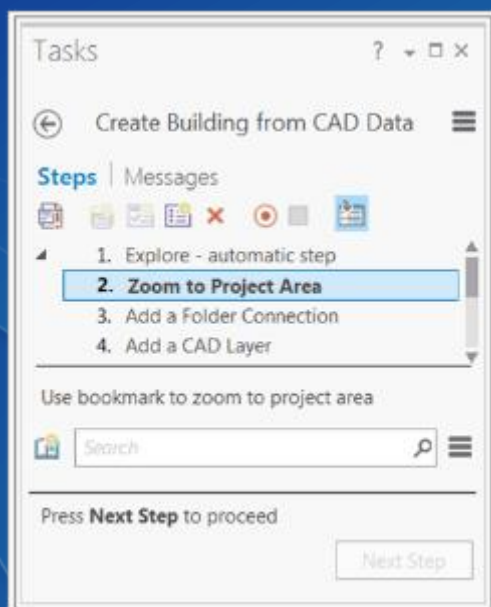 Tasks ?
Create Building from CAD Data
Steps | Messages
1. Explore - automatic step
2. Zoom to Project Area
3. Add a Folder Connection
4. Add a CAD Layer
Use bookmark to zoom to project area
Search
Press Next Step to proceed
Next Step